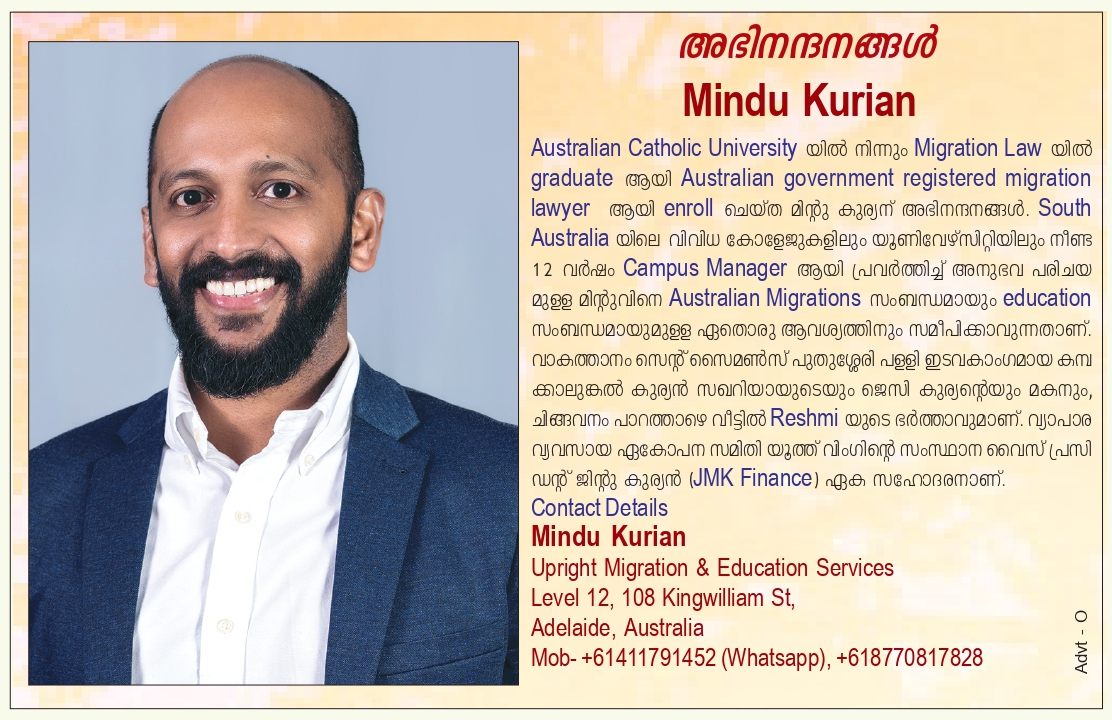 അഭിനന്ദനങ്ങൾ
Mindu Kurian
Australian Catholic University യിൽ നിന്നും Migration Law യിൽ
graduate ആയി Australian government registered migration
lawyer ആയി enroll ചെയ്ത മിന്റു കുര്യന് അഭിനന്ദനങ്ങൾ. South
Australia യിലെ വിവിധ കോളേജുകളിലും യൂണിവേഴ്സിറ്റിയിലും നീണ്ട
12 വർഷം Campus Manager ആയി പ്രവർത്തിച്ച് അനുഭവ പരിചയ
മുള്ള മിന്റുവിനെ Australian Migrations സംബന്ധമായും education
സംബന്ധമായുമുള്ള ഏതൊരു ആവശ്യത്തിനും സമീപിക്കാവുന്നതാണ്.
വാകത്താനം സെന്റ് സൈമൺസ് പുതുശ്ശേരി പള്ളി ഇടവകാംഗമായ കമ്പ
ക്കാലുങ്കൽ കുര്യൻ സഖറിയായുടെയും ജെസി കുര്യന്റെയും മകനും,
ചിങ്ങവനം പാറത്താഴെ വീട്ടിൽ Reshmi യുടെ ഭർത്താവുമാണ്. വ്യാപാര
വ്യവസായ ഏകോപന സമിതി യൂത്ത് വിംഗിന്റെ സംസ്ഥാന വൈസ് പ്രസി
ഡന്റ് ജിന്റു കുര്യൻ (JMK Finance) ഏക സഹോദരനാണ്.
Contact Details
Mindu Kurian
Upright Migration & Education Services
Level 12, 108 Kingwilliam St,
Adelaide, Australia
Mob- +61411791452 (Whatsapp), +618770817828
Advt - O